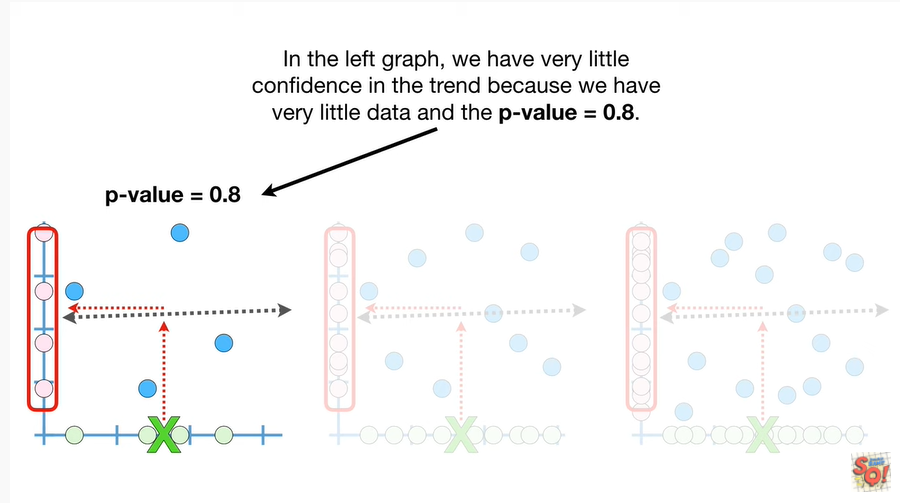 In the left graph, we have very little
confidence in the trend because we have
very little data and the p-value = 0.8.
p-value = 0.8
X
X
X
SQ!